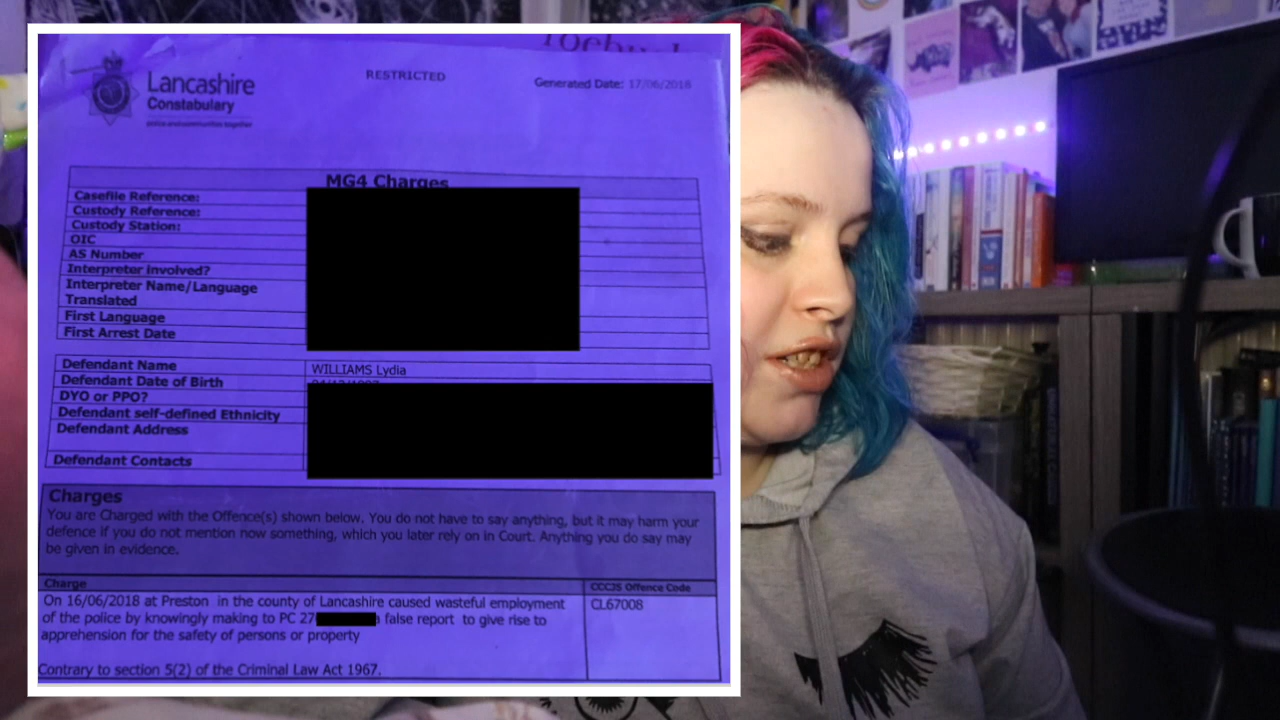 Lancashire
Constabulary
police and communities together
RESTRICTED
Generated Date: 17/06/2018
MG4 Charges
Casefile Reference:
Custody Reference:
Custody Station:
OIC
AS Number
Interpreter involved?
Interpreter Name/Language
Translated
First Language
First Arrest Date
Defendant Name WILLIAMS Lydia
Defendant Date of Birth
DYO or PPO?
Defendant self-defined Ethnicity
Defendant Address
Defendant Contacts
Charges
You are Charged with the Offence(s) shown below. You do not have to say anything, but it may harm your
defence if you do not mention now something, which you later rely on in Court. Anything you do say may
be given in evidence.
Charge CCCJS Offence Code
On 16/06/2018 at Preston in the county of Lancashire caused wasteful employment CL67008
of the police by knowingly making to PC 27 a false report to give rise to
apprehension for the safety of persons or property
Contrary to section 5(2) of the Criminal Law Act 1967.